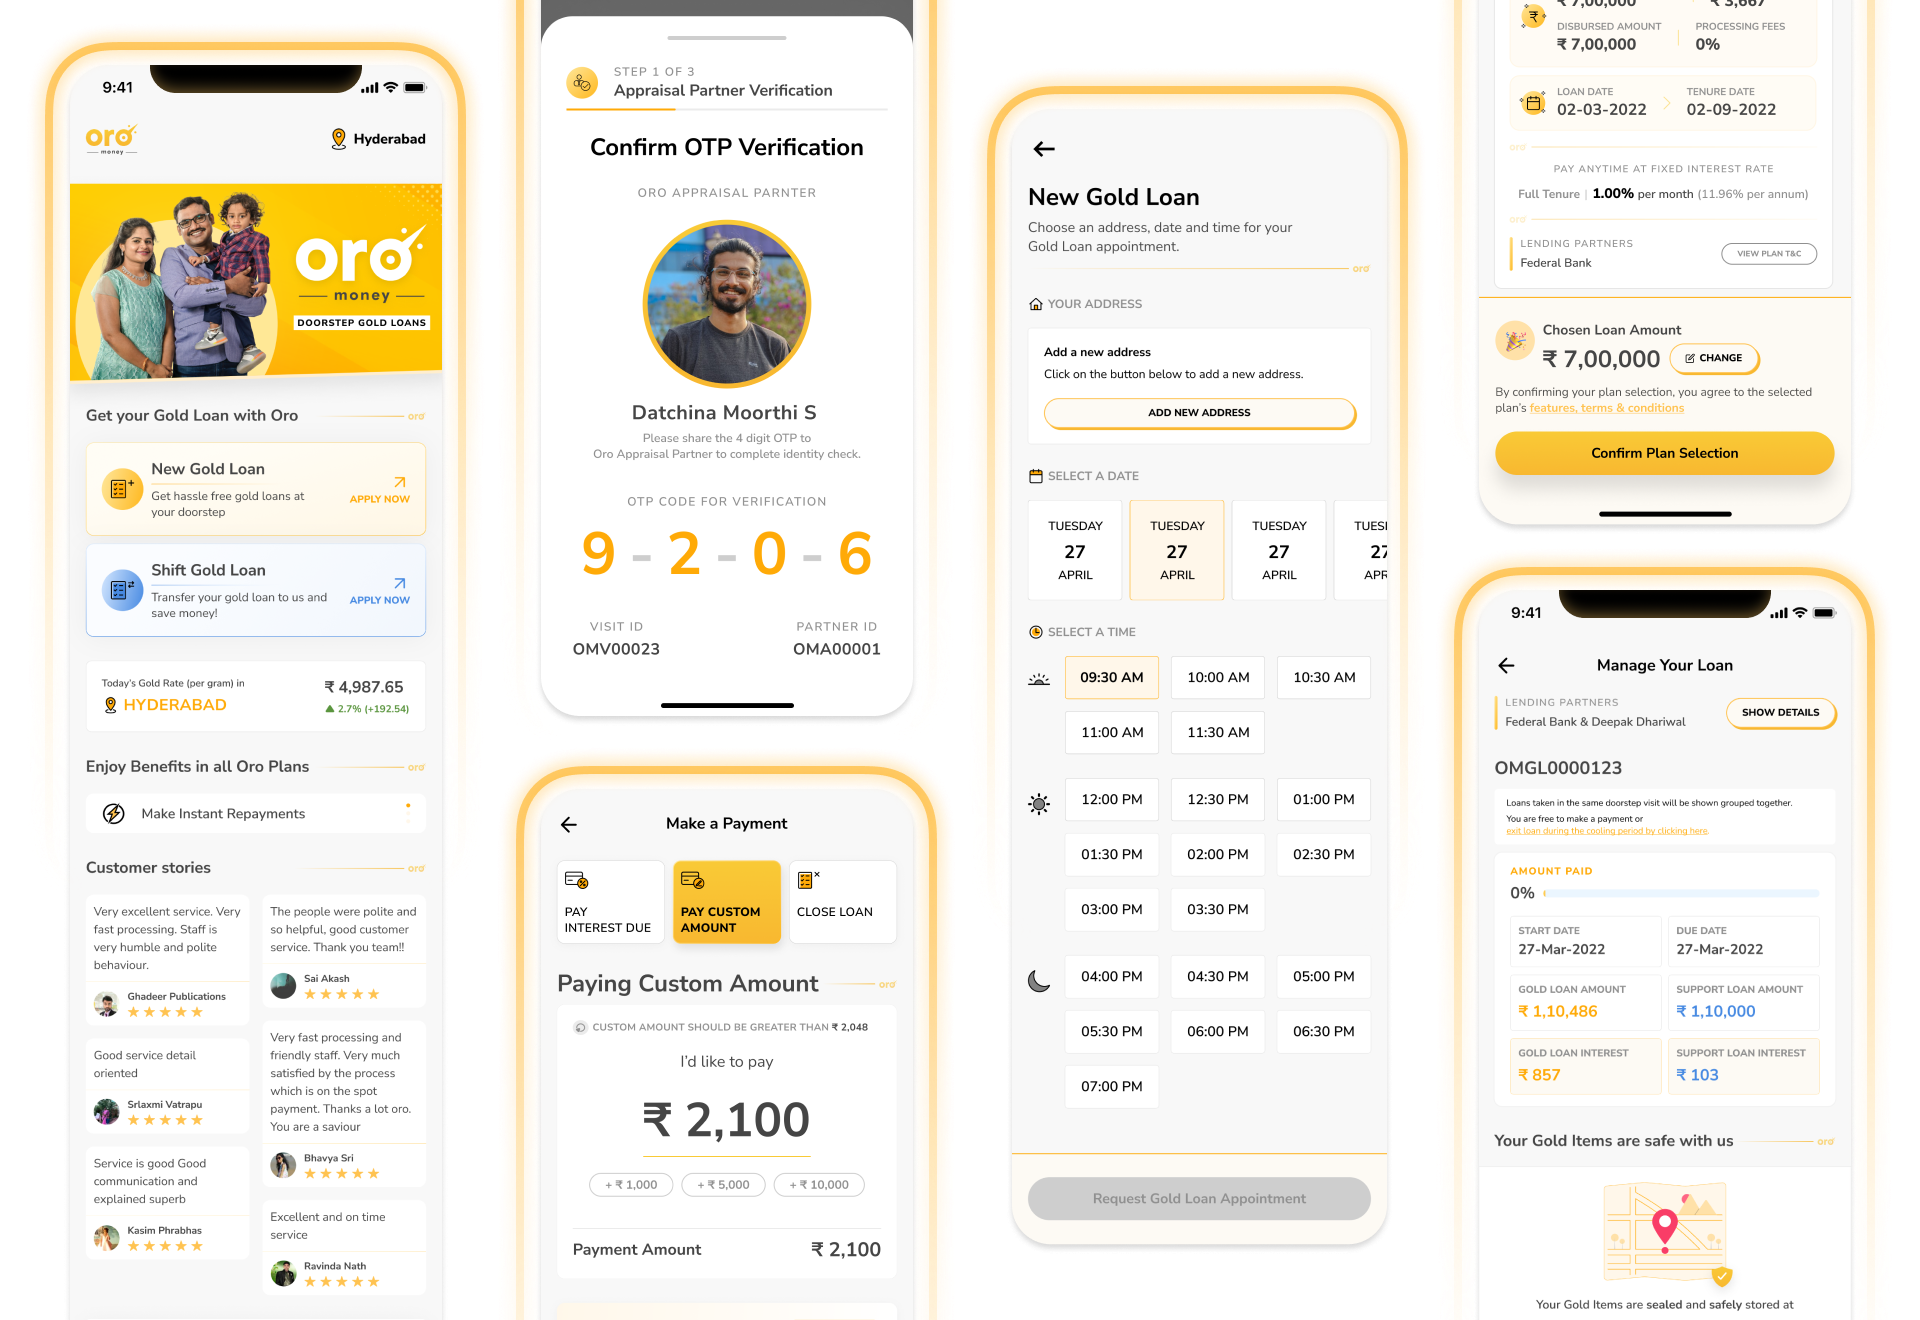 9:41
oro
money
Hyderabad
oro
money
DOORSTEP GOLD LOANS
Get your Gold Loan with Oro
oro
New Gold Loan
Get hassle free gold loans at
your doorstep
APPLY NOW
Shift Gold Loan
Transfer your gold loan to us and
save money!
APPLY NOW
Today's Gold Rate (per gram) in
HYDERABAD
₹ 4,987.65
2.7% (+192.54)
Enjoy Benefits in all Oro Plans
oro
Make Instant Repayments
Customer stories
oro
Very excellent service. Very
fast processing. Staff is
very humble and polite
behaviour.
Ghadeer Publications
Good service detail
oriented
Srlaxmi Vatrapu
Service is good Good
communication and
explained superb
Kasim Phrabhas
The people were polite and
so helpful, good customer
service. Thank you team!!
Sai Akash
Very fast processing and
friendly staff. Very much
satisfied by the process
which is on the spot
payment. Thanks a lot oro.
You are a saviour
Bhavya Sri
Excellent and on time
service
Ravinda Nath
STEP 1 OF 3
Appraisal Partner Verification
Confirm OTP Verification
ORO APPRAISAL PARNTER
Datchina Moorthi S
Please share the 4 digit OTP to
Oro Appraisal Partner to complete identity check.
OTP CODE FOR VERIFICATION
9 - 2 - 0 - 6
VISIT ID
OMV00023
PARTNER ID
OMA00001
Make a Payment
PAY
INTEREST DUE
PAY CUSTOM
AMOUNT
CLOSE LOAN
Paying Custom Amount
oro
CUSTOM AMOUNT SHOULD BE GREATER THAN ₹ 2,048
I'd like to pay
₹ 2,100
+ ₹ 1,000
+ ₹ 5,000
+ ₹ 10,000
Payment Amount
₹ 2,100
New Gold Loan
Choose an address, date and time for your
Gold Loan appointment.
oro
YOUR ADDRESS
Add a new address
Click on the button below to add a new address.
ADD NEW ADDRESS
SELECT A DATE
TUESDAY
27
APRIL
TUESDAY
27
APRIL
TUESDAY
27
APRIL
TUES
27
APR
SELECT A TIME
09:30 AM
10:00 AM
10:30 AM
11:00 AM
11:30 AM
12:00 PM
12:30 PM
01:00 PM
01:30 PM
02:00 PM
02:30 PM
03:00 PM
03:30 PM
04:00 PM
04:30 PM
05:00 PM
05:30 PM
06:00 PM
06:30 PM
07:00 PM
Request Gold Loan Appointment
₹ 7,00,000
₹ 3,667
DISBURSED AMOUNT
₹ 7,00,000
PROCESSING FEES
0%
LOAN DATE
02-03-2022
TENURE DATE
02-09-2022
oro
PAY ANYTIME AT FIXED INTEREST RATE
Full Tenure | 1.00% per month (11.96% per annum)
oro
LENDING PARTNERS
Federal Bank
VIEW PLAN T&C
Chosen Loan Amount
₹ 7,00,000
CHANGE
By confirming your plan selection, you agree to the selected
plan's features, terms & conditions
Confirm Plan Selection
9:41
Manage Your Loan
LENDING PARTNERS
Federal Bank & Deepak Dhariwal
SHOW DETAILS
OMGL0000123
Loans taken in the same doorstep visit will be shown grouped together.
You are free to make a payment or
exit loan during the cooling period by clicking here.
AMOUNT PAID
0%
START DATE
27-Mar-2022
DUE DATE
27-Mar-2022
GOLD LOAN AMOUNT
₹ 1,10,486
SUPPORT LOAN AMOUNT
₹ 1,10,000
GOLD LOAN INTEREST
₹ 857
SUPPORT LOAN INTEREST
₹ 103
Your Gold Items are safe with us
oro
Your Gold Items are sealed and safely stored at